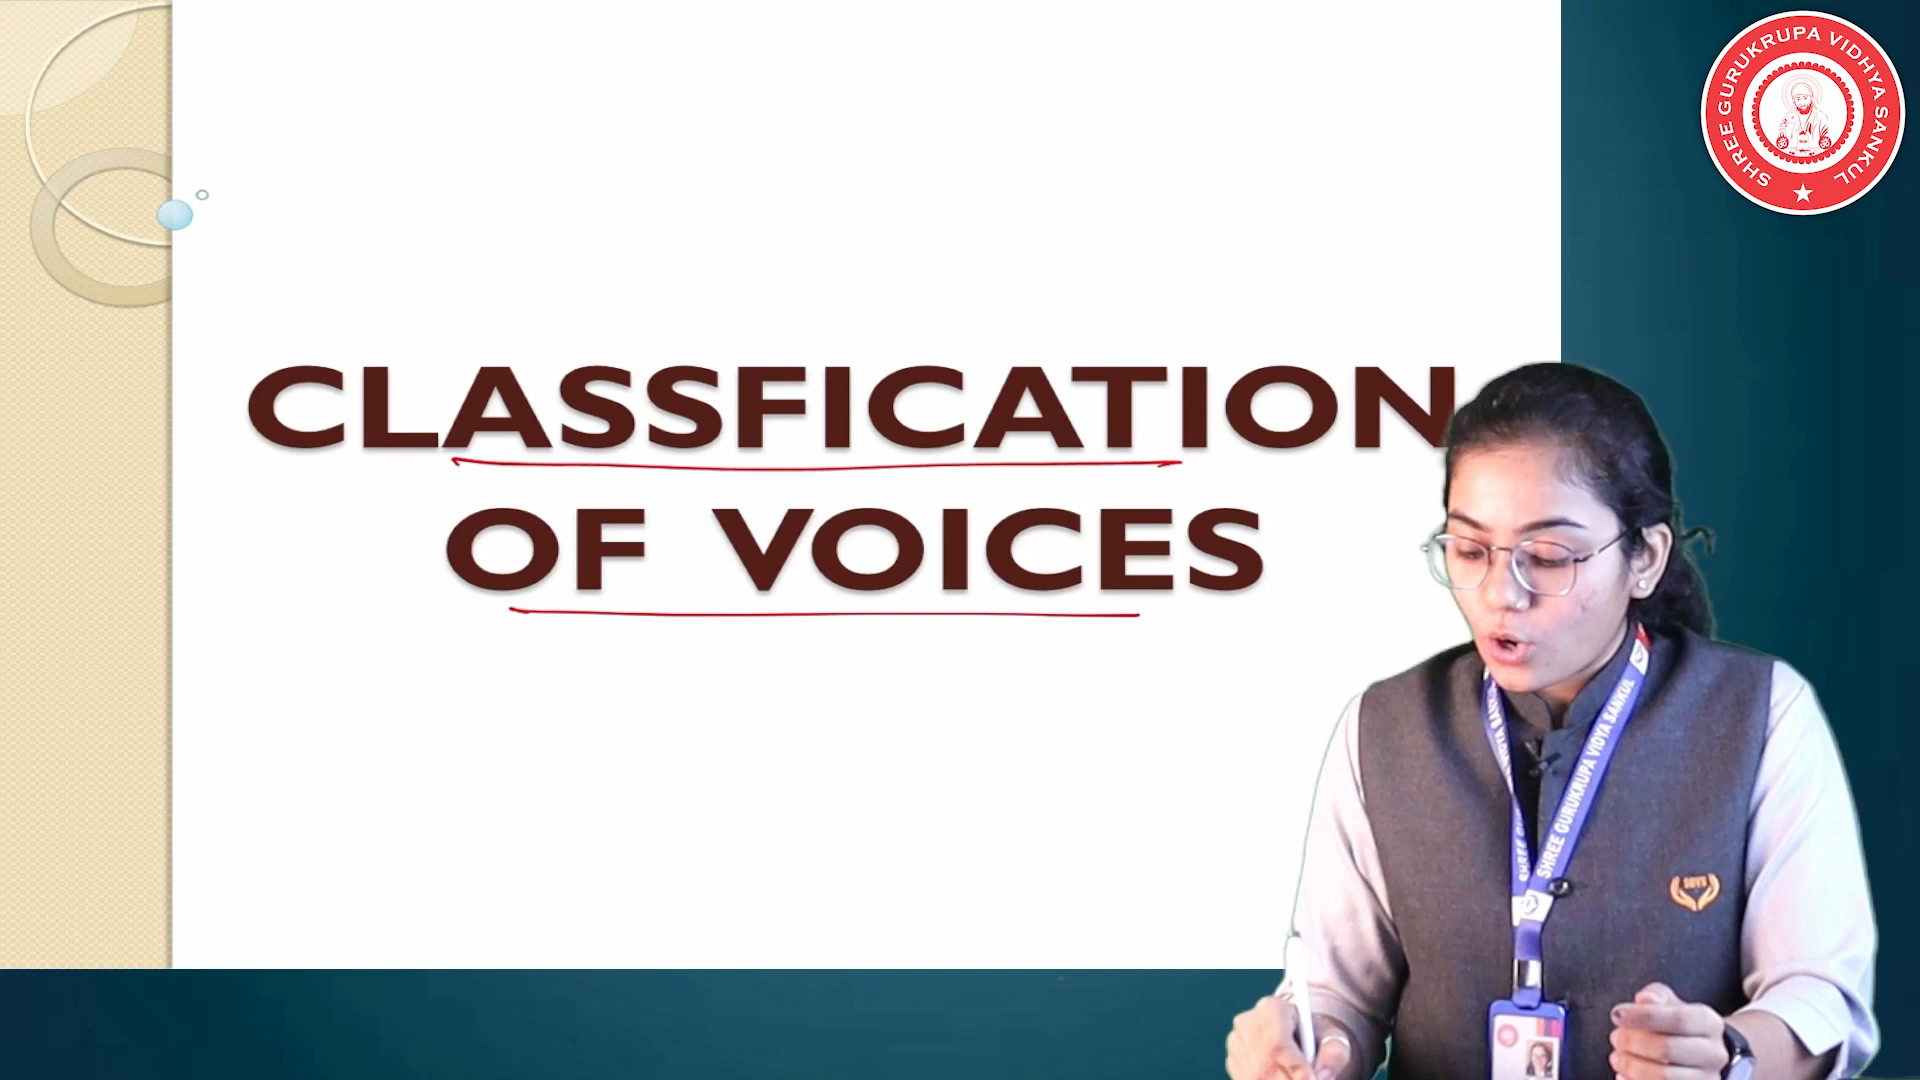 CLASSFICATION
OF VOICES
SHREE GURUKRUPA VIDHYA SANKUL
SHREE GURUKRUPA VIDYA SANKUL